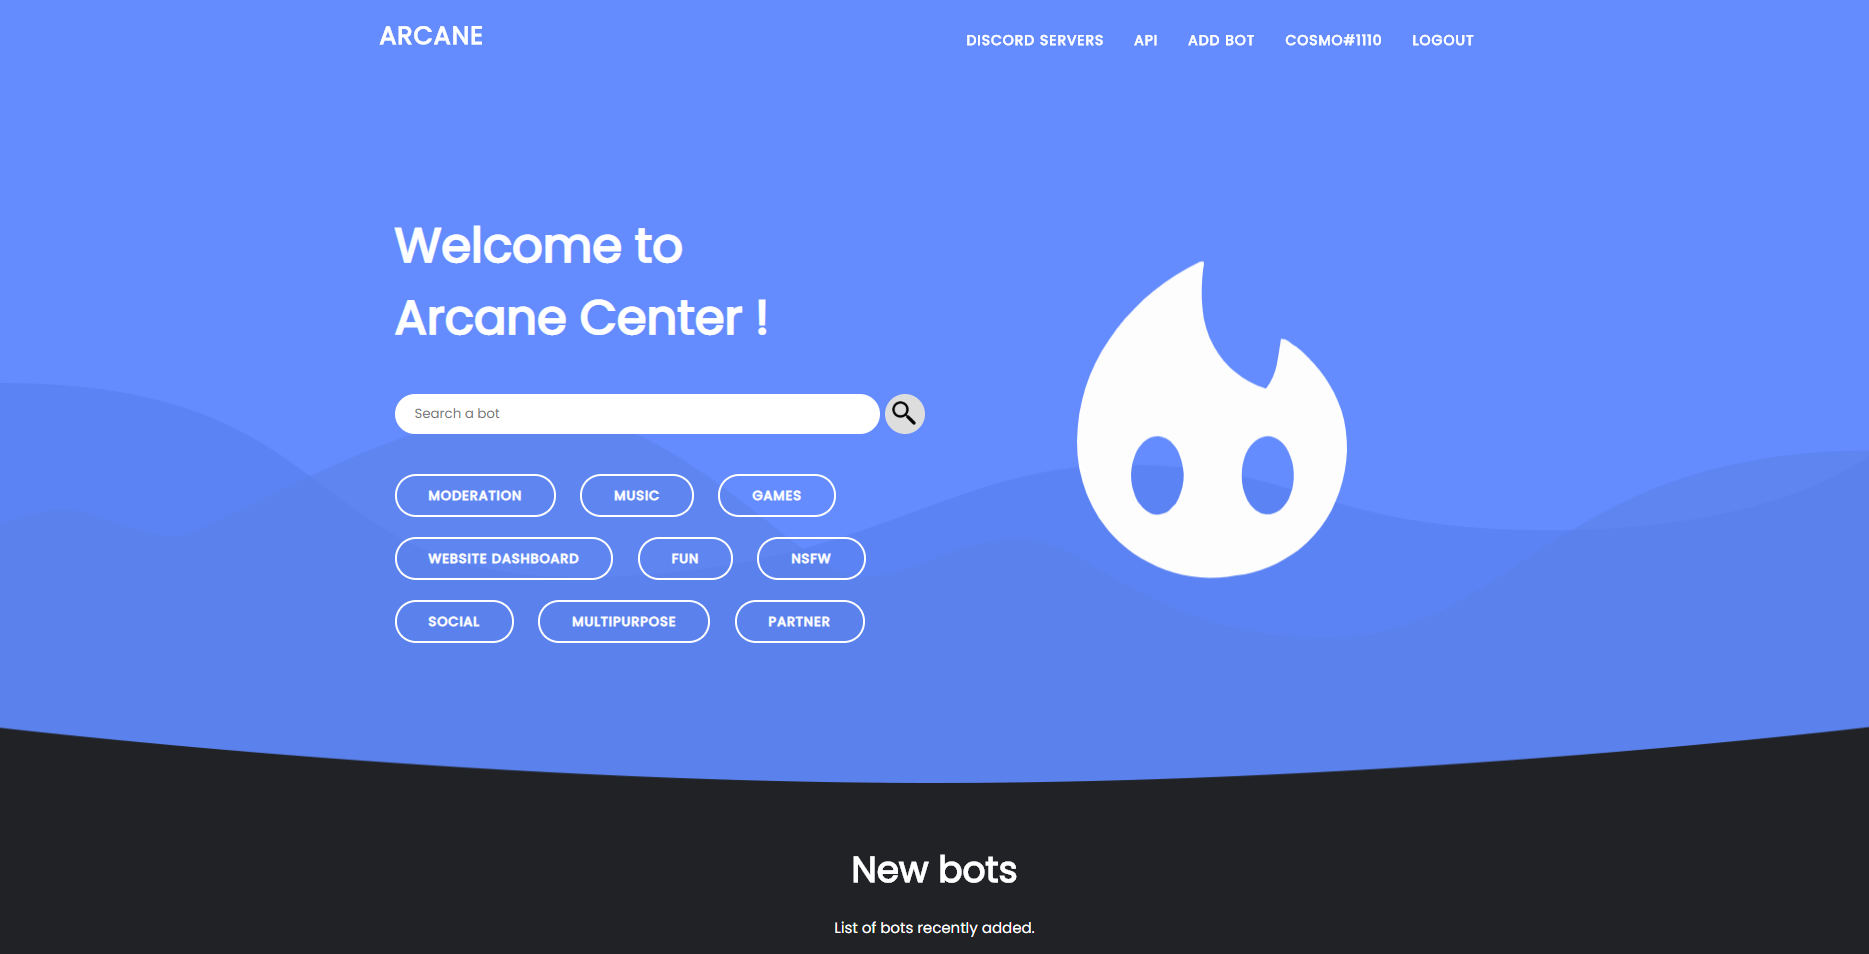 ARCANE
DISCORD SERVERS API ADD BOT COSMO#1110 LOGOUT
Welcome to
Arcane Center !
Search a bot
MODERATION MUSIC GAMES
WEBSITE DASHBOARD FUN NSFW
SOCIAL MULTIPURPOSE PARTNER
New bots
List of bots recently added.